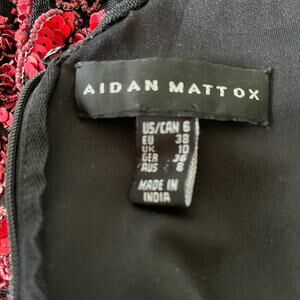 AIDAN MATTOX
US/CAN 6
EU 38
UK 10
GER 36
AUS 8
MADE IN
INDIA